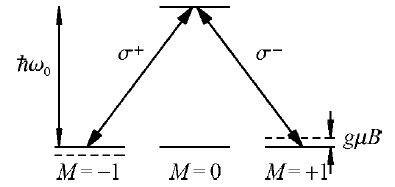 σ⁺
σ⁻
ħω₀
gμB
M = −1
M = 0
M = +1